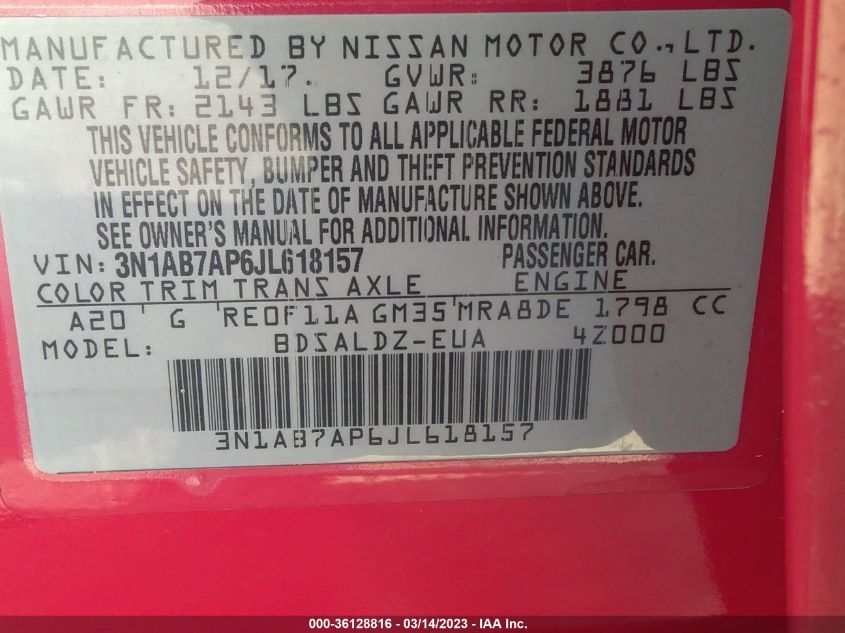 MANUFACTURED BY NISSAN MOTOR CO., LTD.
DATE: 12/17. GVWR: 3876 LBS
GAWR FR: 2143 LBS GAWR RR: 1881 LBS
THIS VEHICLE CONFORMS TO ALL APPLICABLE FEDERAL MOTOR
VEHICLE SAFETY, BUMPER AND THEFT PREVENTION STANDARDS
IN EFFECT ON THE DATE OF MANUFACTURE SHOWN ABOVE.
SEE OWNER'S MANUAL FOR ADDITIONAL INFORMATION.
VIN: 3N1AB7AP6JL618157 PASSENGER CAR.
COLOR TRIM TRANS AXLE ENGINE
A20 G RE0F11A GM35 MRA8DE 1798 CC
MODEL: BDSALDZ-EUA 4Z000
3N1AB7AP6JL618157
000-36128816 - 03/14/2023 - IAA Inc.